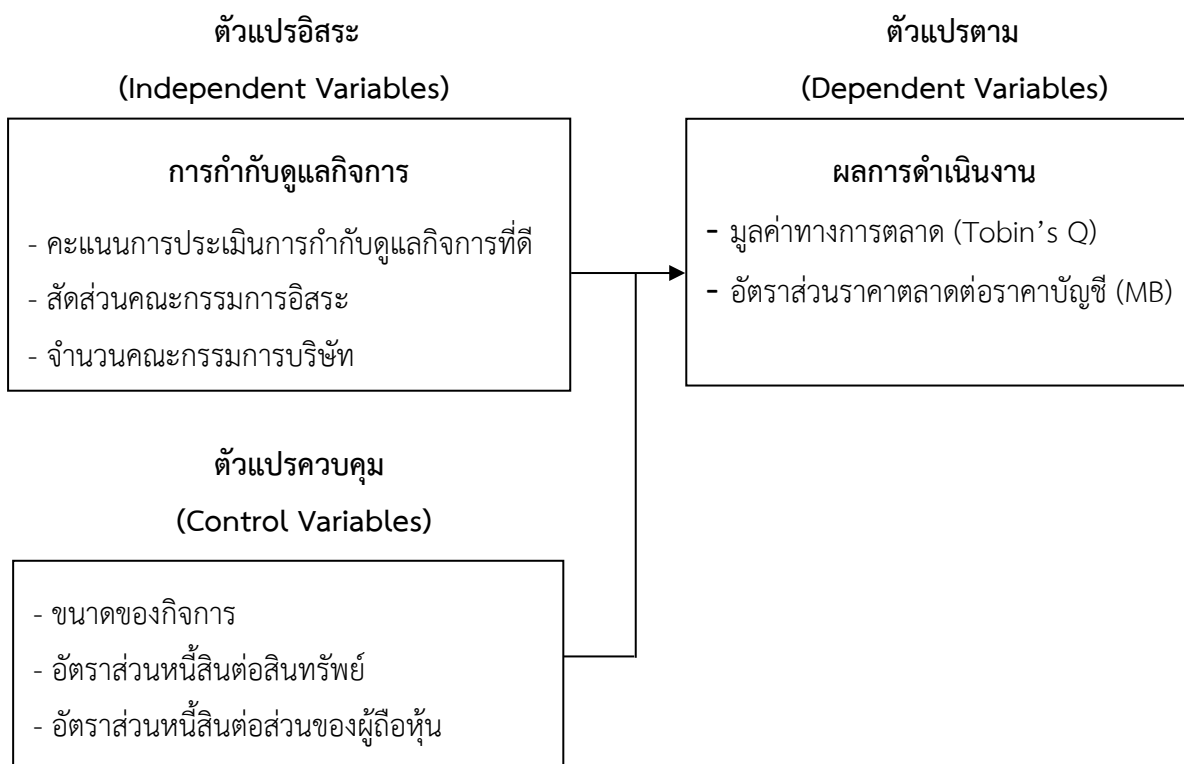 ตัวแปรอิสระ
(Independent Variables)
การกำกับดูแลกิจการ
- คะแนนการประเมินการกำกับดูแลกิจการที่ดี
- สัดส่วนคณะกรรมการอิสระ
- จำนวนคณะกรรมการบริษัท
ตัวแปรตาม
(Dependent Variables)
ผลการดำเนินงาน
- มูลค่าทางการตลาด (Tobin’s Q)
- อัตราส่วนราคาตลาดต่อราคาบัญชี (MB)
ตัวแปรควบคุม
(Control Variables)
- ขนาดของกิจการ
- อัตราส่วนหนี้สินต่อสินทรัพย์
- อัตราส่วนหนี้สินต่อส่วนของผู้ถือหุ้น